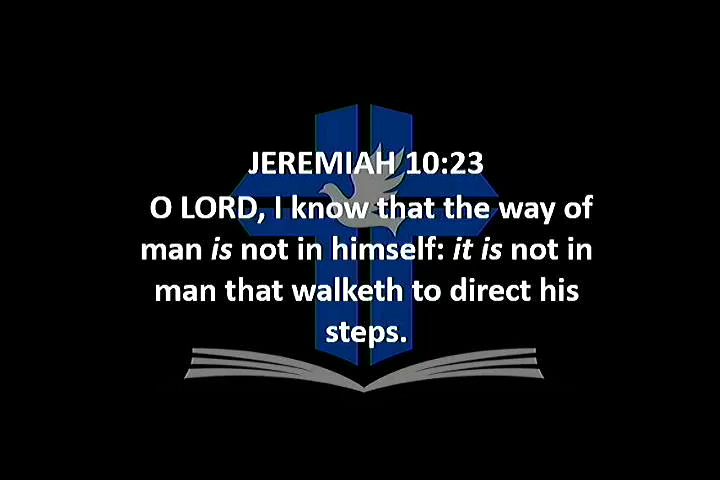 JEREMIAH 10:23
O LORD, I know that the way of
man is not in himself: it is not in
man that walketh to direct his
steps.